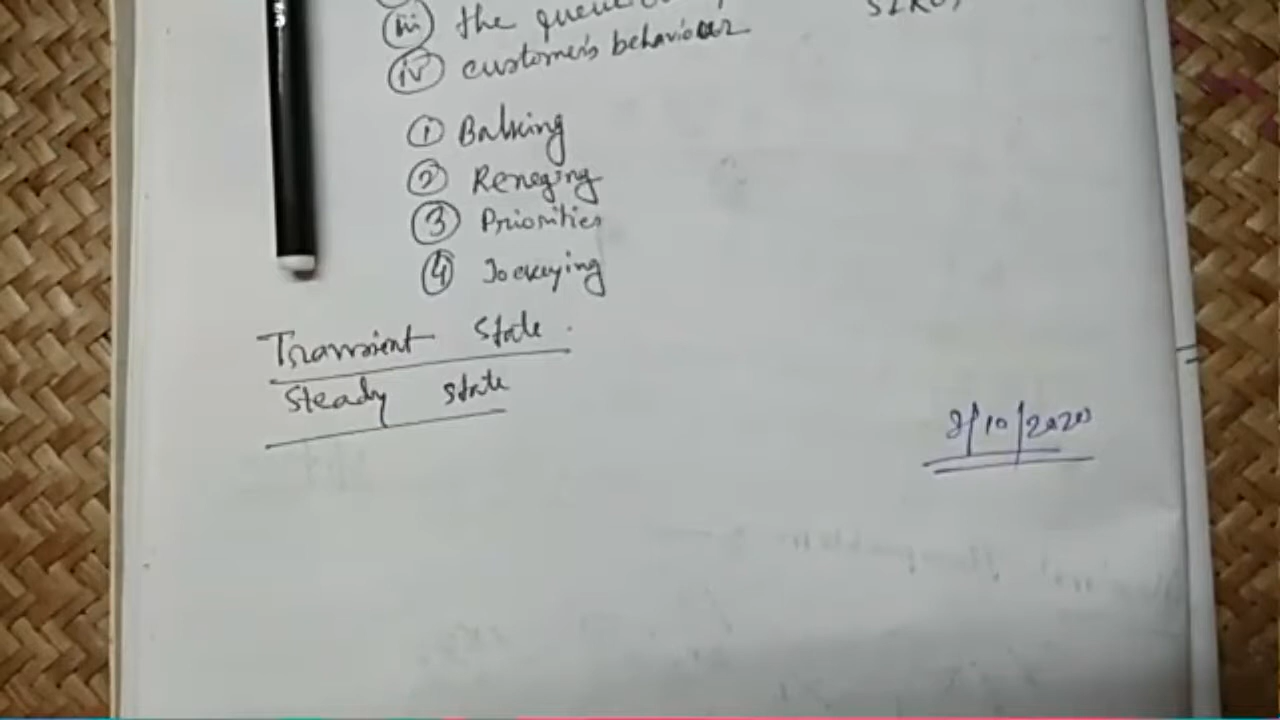 (iii) the
(iv) customer's behaviour
① Balking
② Reneging
③ Priorities
④ Jockeying
Transient state.
Steady state
8/10/2020